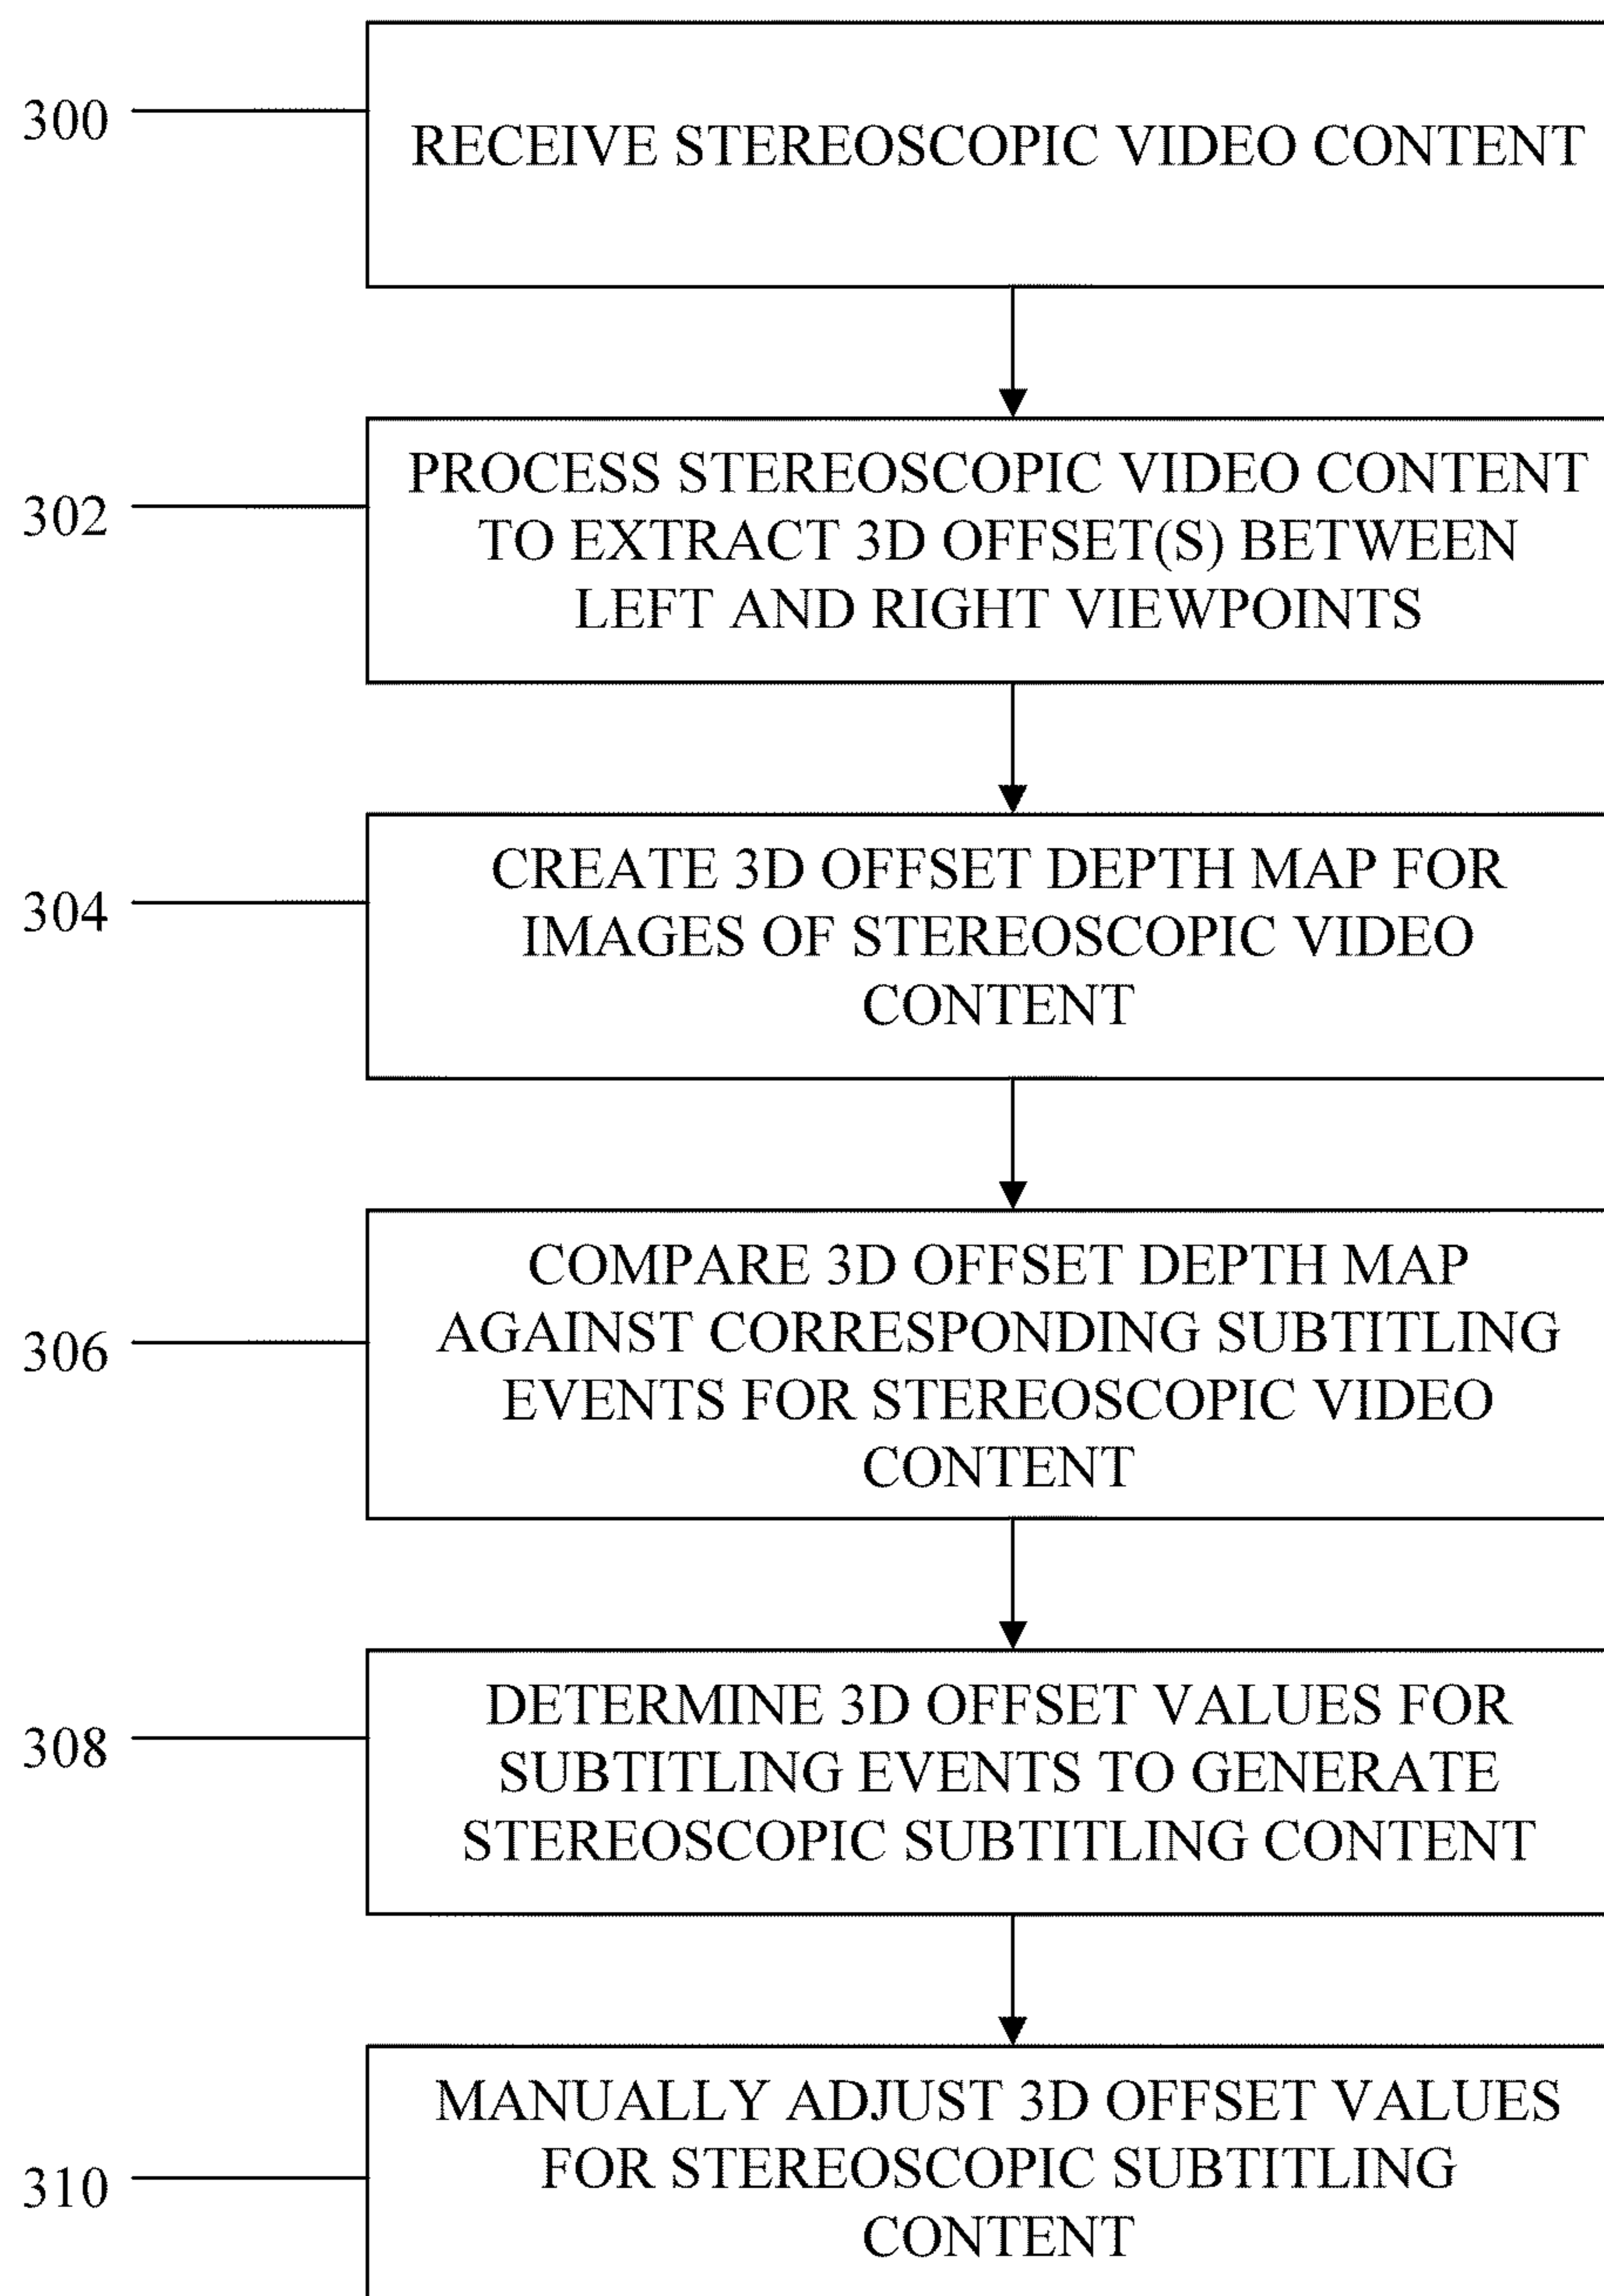 300
RECEIVE STEREOSCOPIC VIDEO CONTENT
302
PROCESS STEREOSCOPIC VIDEO CONTENT
TO EXTRACT 3D OFFSET(S) BETWEEN
LEFT AND RIGHT VIEWPOINTS
304
CREATE 3D OFFSET DEPTH MAP FOR
IMAGES OF STEREOSCOPIC VIDEO
CONTENT
306
COMPARE 3D OFFSET DEPTH MAP
AGAINST CORRESPONDING SUBTITLING
EVENTS FOR STEREOSCOPIC VIDEO
CONTENT
308
DETERMINE 3D OFFSET VALUES FOR
SUBTITLING EVENTS TO GENERATE
STEREOSCOPIC SUBTITLING CONTENT
310
MANUALLY ADJUST 3D OFFSET VALUES
FOR STEREOSCOPIC SUBTITLING
CONTENT